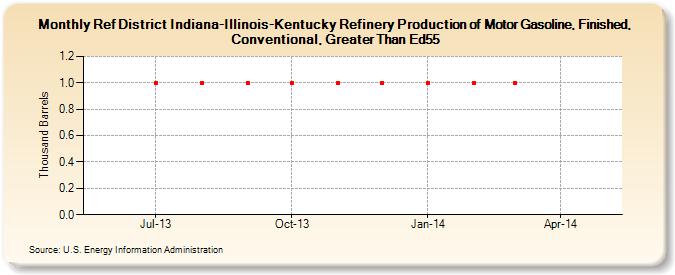 Monthly Ref District Indiana-Illinois-Kentucky Refinery Production of Motor Gasoline, Finished,
Conventional, Greater Than Ed55
Thousand Barrels
1.2
1.0
0.8
0.6
0.4
0.2
0.0
Jul-13 Oct-13 Jan-14 Apr-14
Source: U.S. Energy Information Administration